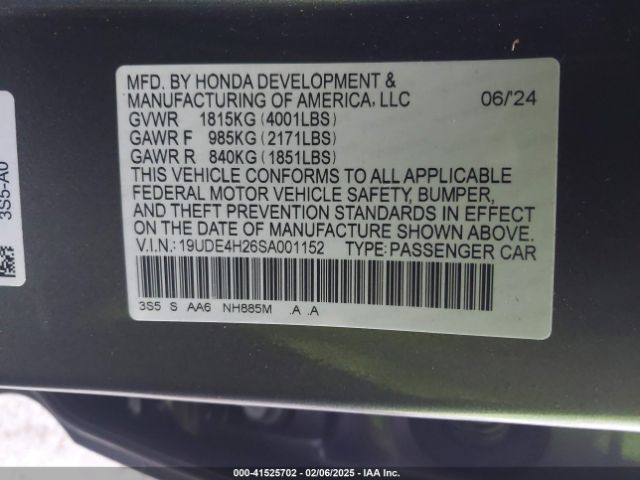 MFD. BY HONDA DEVELOPMENT &
MANUFACTURING OF AMERICA, LLC 06/'24
GVWR 1815KG (4001LBS)
GAWR F 985KG (2171LBS)
GAWR R 840KG (1851LBS)
THIS VEHICLE CONFORMS TO ALL APPLICABLE
FEDERAL MOTOR VEHICLE SAFETY, BUMPER,
AND THEFT PREVENTION STANDARDS IN EFFECT
ON THE DATE OF MANUFACTURE SHOWN ABOVE.
V.I.N.: 19UDE4H26SA001152 TYPE: PASSENGER CAR
3S5 S AA6 NH885M .A .A
3S5-A0
000-41525702 - 02/06/2025 - IAA Inc.